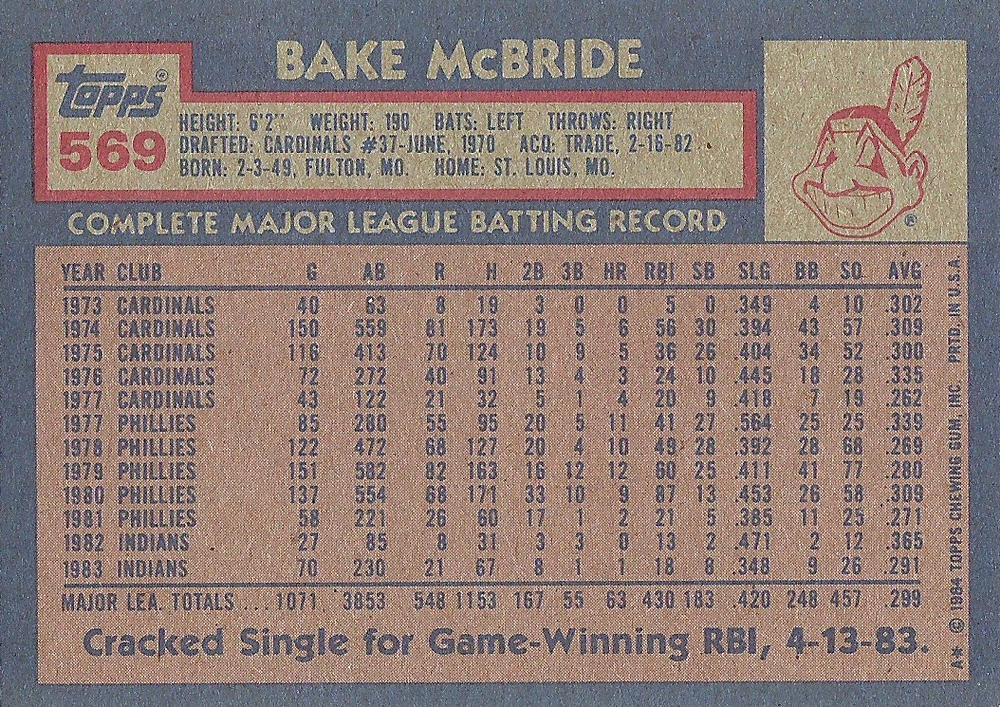 BAKE McBRIDE
Topps®
569
HEIGHT: 6'2" WEIGHT: 190 BATS: LEFT THROWS: RIGHT
DRAFTED: CARDINALS #37-JUNE, 1970 ACQ: TRADE, 2-16-82
BORN: 2-3-49, FULTON, MO. HOME: ST. LOUIS, MO.
®
COMPLETE MAJOR LEAGUE BATTING RECORD
YEAR CLUB G AB R H 2B 3B HR RBI SB SLG BB SO AVG
1973 CARDINALS 40 63 8 19 3 0 0 5 0 .349 4 10 .302
1974 CARDINALS 150 559 81 173 19 5 6 56 30 .394 43 57 .309
1975 CARDINALS 116 413 70 124 10 9 5 36 26 .404 34 52 .300
1976 CARDINALS 72 272 40 91 13 4 3 24 10 .445 18 28 .335
1977 CARDINALS 43 122 21 32 5 1 4 20 9 .418 7 19 .262
1977 PHILLIES 85 280 55 95 20 5 11 41 27 .564 25 25 .339
1978 PHILLIES 122 472 68 127 20 4 10 49 28 .392 28 68 .269
1979 PHILLIES 151 582 82 163 16 12 12 60 25 .411 41 77 .280
1980 PHILLIES 137 554 68 171 33 10 9 87 13 .453 26 58 .309
1981 PHILLIES 58 221 26 60 17 1 2 21 5 .385 11 25 .271
1982 INDIANS 27 85 8 31 3 3 0 13 2 .471 2 12 .365
1983 INDIANS 70 230 21 67 8 1 1 18 8 .348 9 26 .291
MAJOR LEA. TOTALS ... 1071 3853 548 1153 167 55 63 430 183 .420 248 457 .299
Cracked Single for Game-Winning RBI, 4-13-83.
A* © 1984 TOPPS CHEWING GUM, INC. PRTD. IN U.S.A.